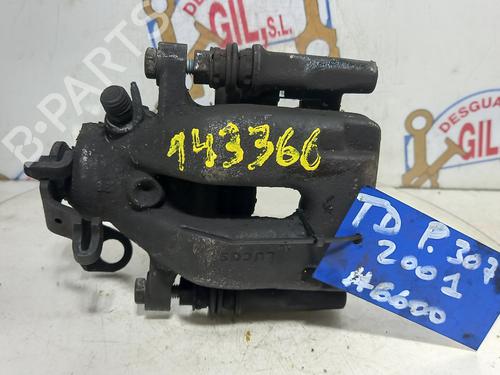 GIL,S.L.
DESGUA
GIL
B-PARTS
143366
LUCAS
TD P. 307
2001
#6600